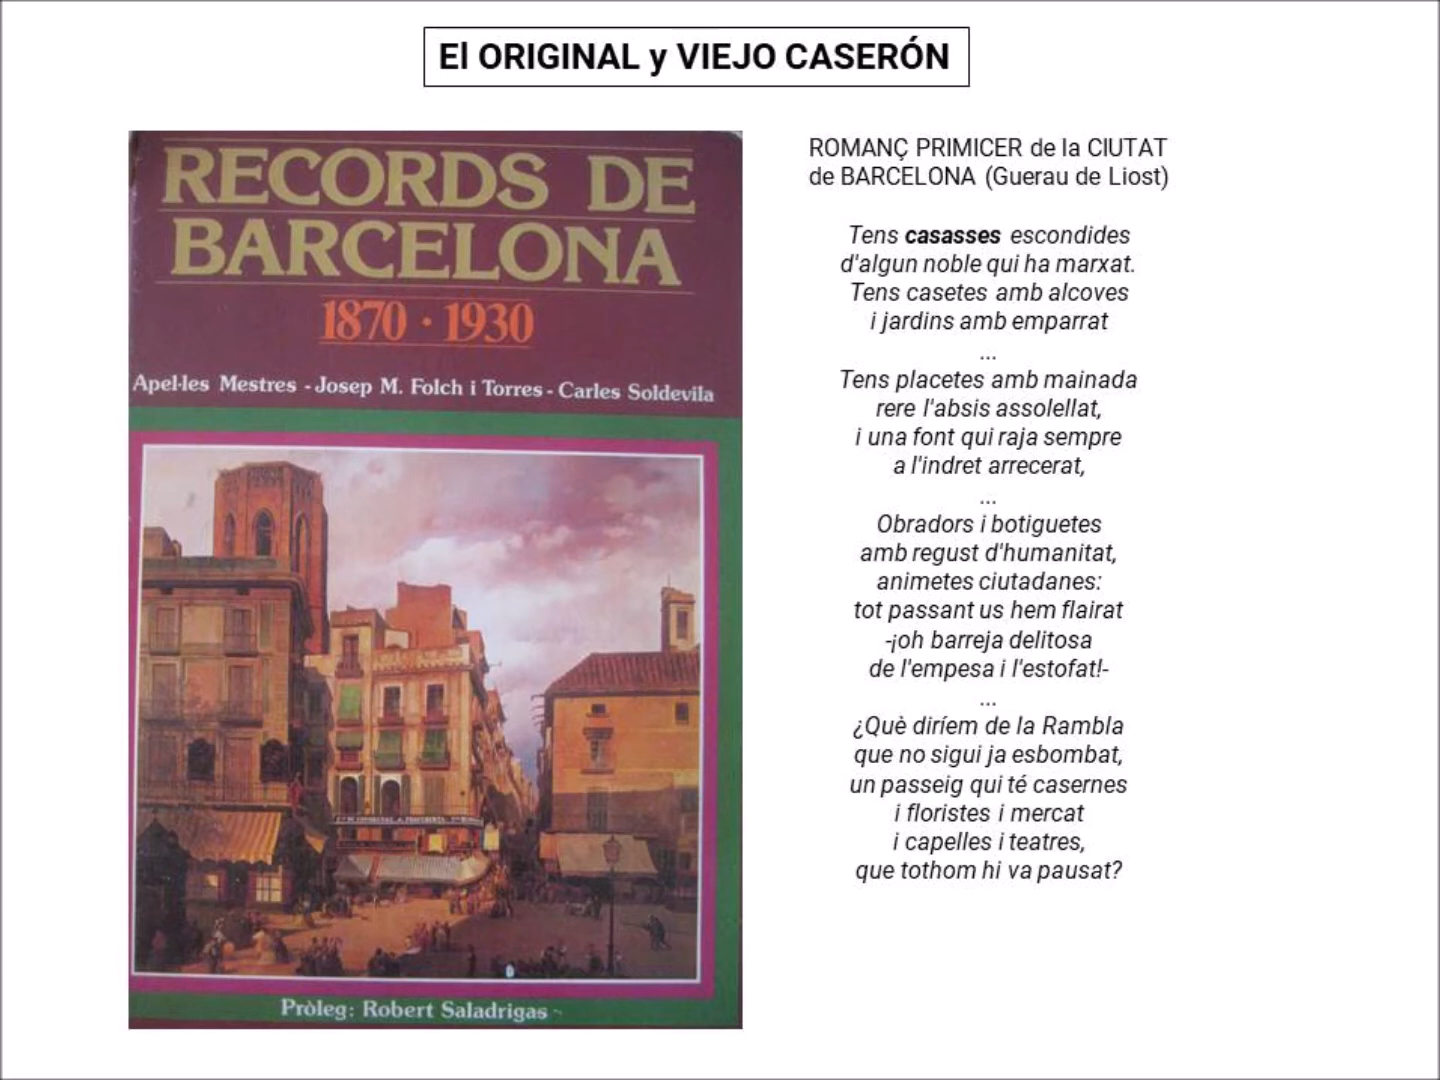 El ORIGINAL y VIEJO CASERÓN
RECORDS DE
BARCELONA
1870 · 1930
Apel·les Mestres - Josep M. Folch i Torres - Carles Soldevila
Pròleg: Robert Saladrigas
ROMANÇ PRIMICER de la CIUTAT
de BARCELONA (Guerau de Liost)
Tens casasses escondides
d'algun noble qui ha marxat.
Tens casetes amb alcoves
i jardins amb emparrat
...
Tens placetes amb mainada
rere l'absis assolellat,
i una font qui raja sempre
a l'indret arrecerat,
...
Obradors i botiguetes
amb regust d'humanitat,
animetes ciutadanes:
tot passant us hem flairat
-¡oh barreja delitosa
de l'empesa i l'estofat!-
...
¿Què diríem de la Rambla
que no sigui ja esbombat,
un passeig qui té casernes
i floristes i mercat
i capelles i teatres,
que tothom hi va pausat?